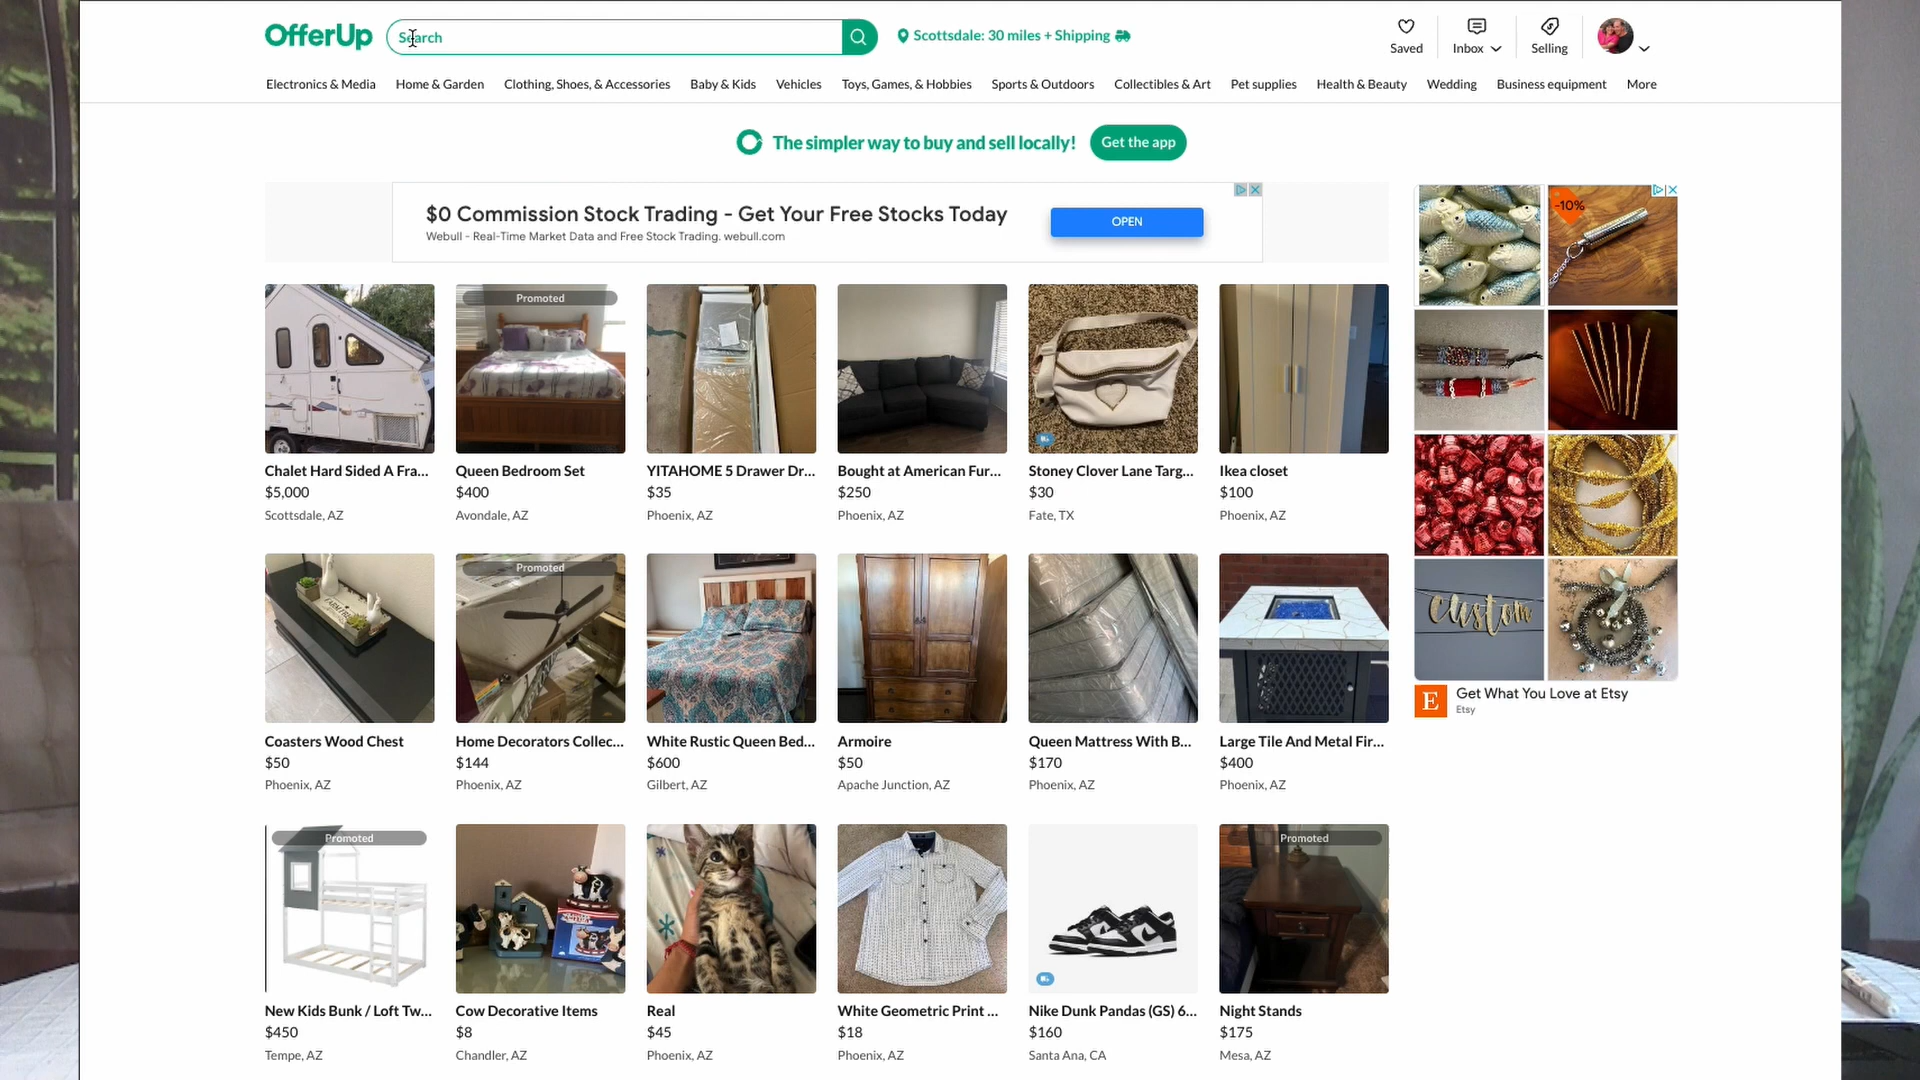 OfferUp
Search
Scottsdale: 30 miles + Shipping
Saved
Inbox
Selling
Electronics & Media
Home & Garden
Clothing, Shoes, & Accessories
Baby & Kids
Vehicles
Toys, Games, & Hobbies
Sports & Outdoors
Collectibles & Art
Pet supplies
Health & Beauty
Wedding
Business equipment
More
The simpler way to buy and sell locally!
Get the app
$0 Commission Stock Trading - Get Your Free Stocks Today
Webull - Real-Time Market Data and Free Stock Trading. webull.com
OPEN
-10%
Custom
Get What You Love at Etsy
Etsy
E
Chalet Hard Sided A Fra...
$5,000
Scottsdale, AZ
Promoted
Queen Bedroom Set
$400
Avondale, AZ
YITAHOME 5 Drawer Dr...
$35
Phoenix, AZ
Bought at American Fur...
$250
Phoenix, AZ
Stoney Clover Lane Targ...
$30
Fate, TX
Ikea closet
$100
Phoenix, AZ
Coasters Wood Chest
$50
Phoenix, AZ
Promoted
Home Decorators Collec...
$144
Phoenix, AZ
White Rustic Queen Bed...
$600
Gilbert, AZ
Armoire
$50
Apache Junction, AZ
Queen Mattress With B...
$170
Phoenix, AZ
Large Tile And Metal Fir...
$400
Phoenix, AZ
Promoted
New Kids Bunk / Loft Tw...
$450
Tempe, AZ
Cow Decorative Items
$8
Chandler, AZ
Real
$45
Phoenix, AZ
White Geometric Print ...
$18
Phoenix, AZ
Nike Dunk Pandas (GS) 6...
$160
Santa Ana, CA
Promoted
Night Stands
$175
Mesa, AZ